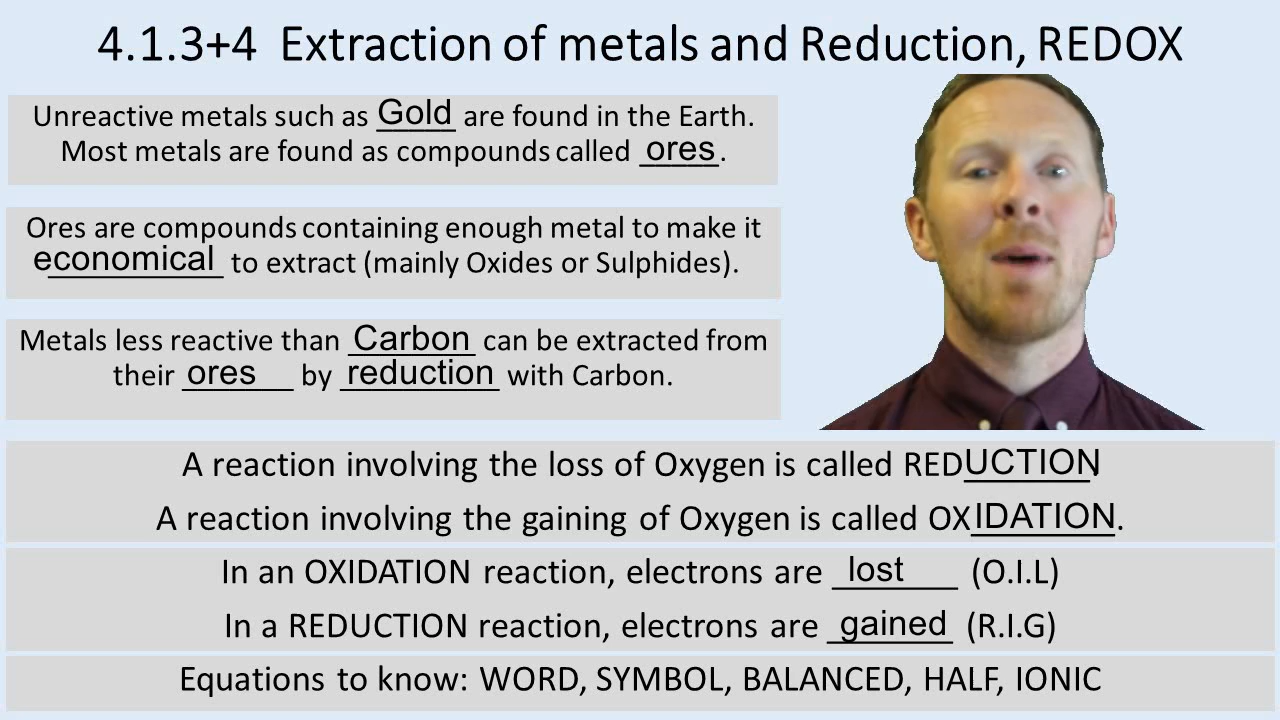 4.1.3+4 Extraction of metals and Reduction, REDOX
Unreactive metals such as Gold are found in the Earth.
Most metals are found as compounds called ores.
Ores are compounds containing enough metal to make it
economical to extract (mainly Oxides or Sulphides).
Metals less reactive than Carbon can be extracted from
their ores by reduction with Carbon.
A reaction involving the loss of Oxygen is called REDUCTION
A reaction involving the gaining of Oxygen is called OXIDATION.
In an OXIDATION reaction, electrons are lost (O.I.L)
In a REDUCTION reaction, electrons are gained (R.I.G)
Equations to know: WORD, SYMBOL, BALANCED, HALF, IONIC